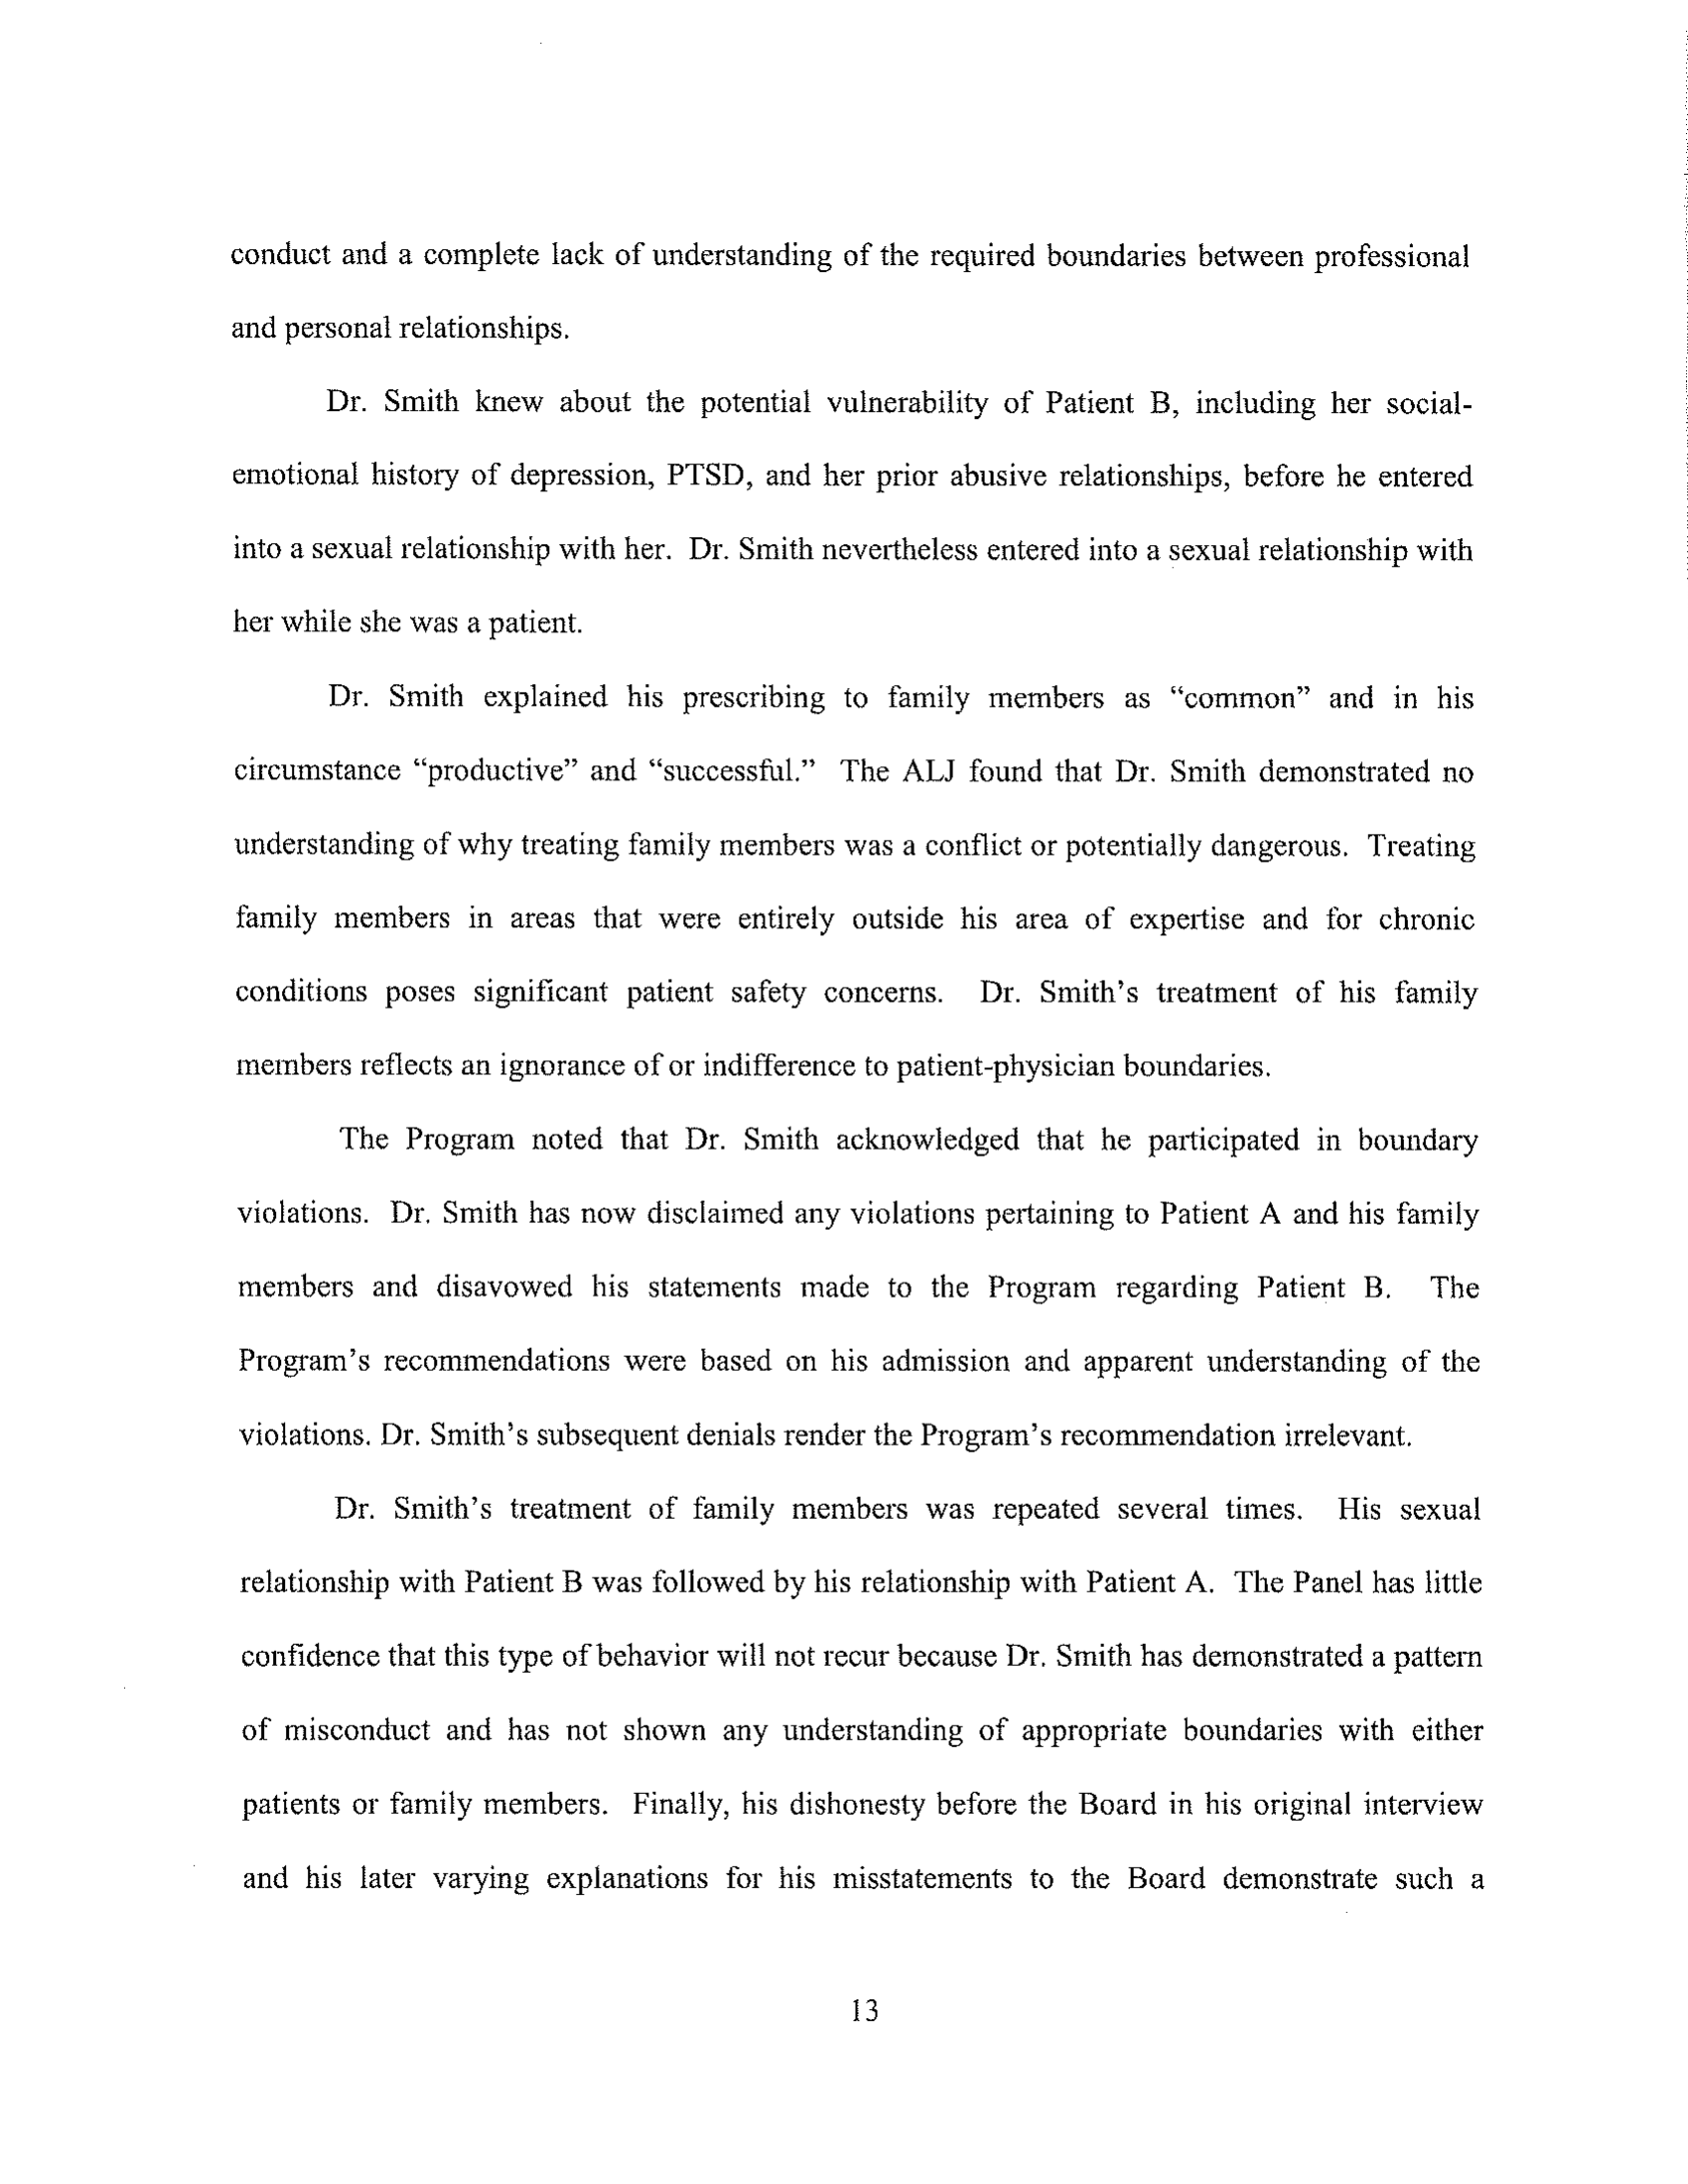 conduct and a complete lack of understanding of the required boundaries between professional
and personal relationships.
Dr. Smith knew about the potential vulnerability of Patient B, including her social-
emotional history of depression, PTSD, and her prior abusive relationships, before he entered
into a sexual relationship with her. Dr. Smith nevertheless entered into a sexual relationship with
her while she was a patient.
Dr. Smith explained his prescribing to family members as “common” and in his
circumstance “productive” and “successful.” The ALJ found that Dr. Smith demonstrated no
understanding of why treating family members was a conflict or potentially dangerous. Treating
family members in areas that were entirely outside his area of expertise and for chronic
conditions poses significant patient safety concerns. Dr. Smith’s treatment of his family
members reflects an ignorance of or indifference to patient-physician boundaries.
The Program noted that Dr. Smith acknowledged that he participated in boundary
violations. Dr. Smith has now disclaimed any violations pertaining to Patient A and his family
members and disavowed his statements made to the Program regarding Patient B. The
Program’s recommendations were based on his admission and apparent understanding of the
violations. Dr. Smith’s subsequent denials render the Program’s recommendation irrelevant.
Dr. Smith’s treatment of family members was repeated several times. His sexual
relationship with Patient B was followed by his relationship with Patient A. The Panel has little
confidence that this type of behavior will not recur because Dr. Smith has demonstrated a pattern
of misconduct and has not shown any understanding of appropriate boundaries with either
patients or family members. Finally, his dishonesty before the Board in his original interview
and his later varying explanations for his misstatements to the Board demonstrate such a
13